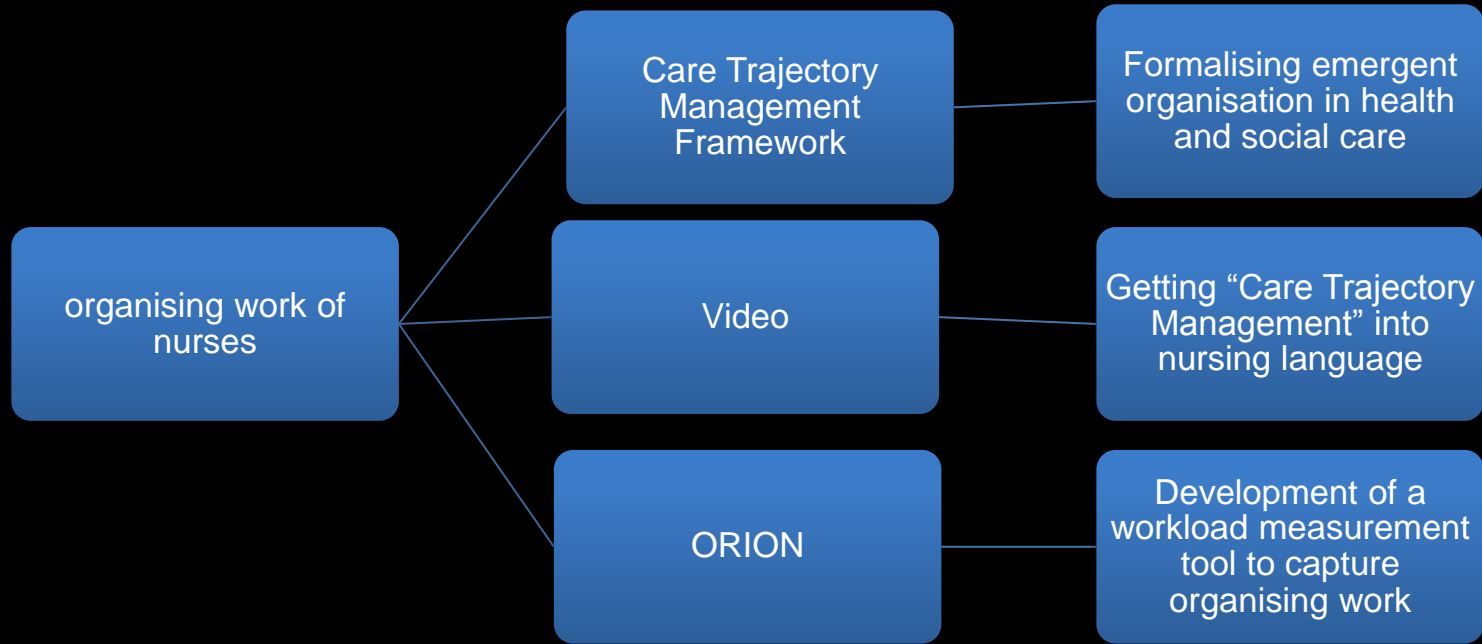 organising work of
nurses
Care Trajectory
Management
Framework
Formalising emergent
organisation in health
and social care
Video
Getting “Care Trajectory
Management” into
nursing language
ORION
Development of a
workload measurement
tool to capture
organising work